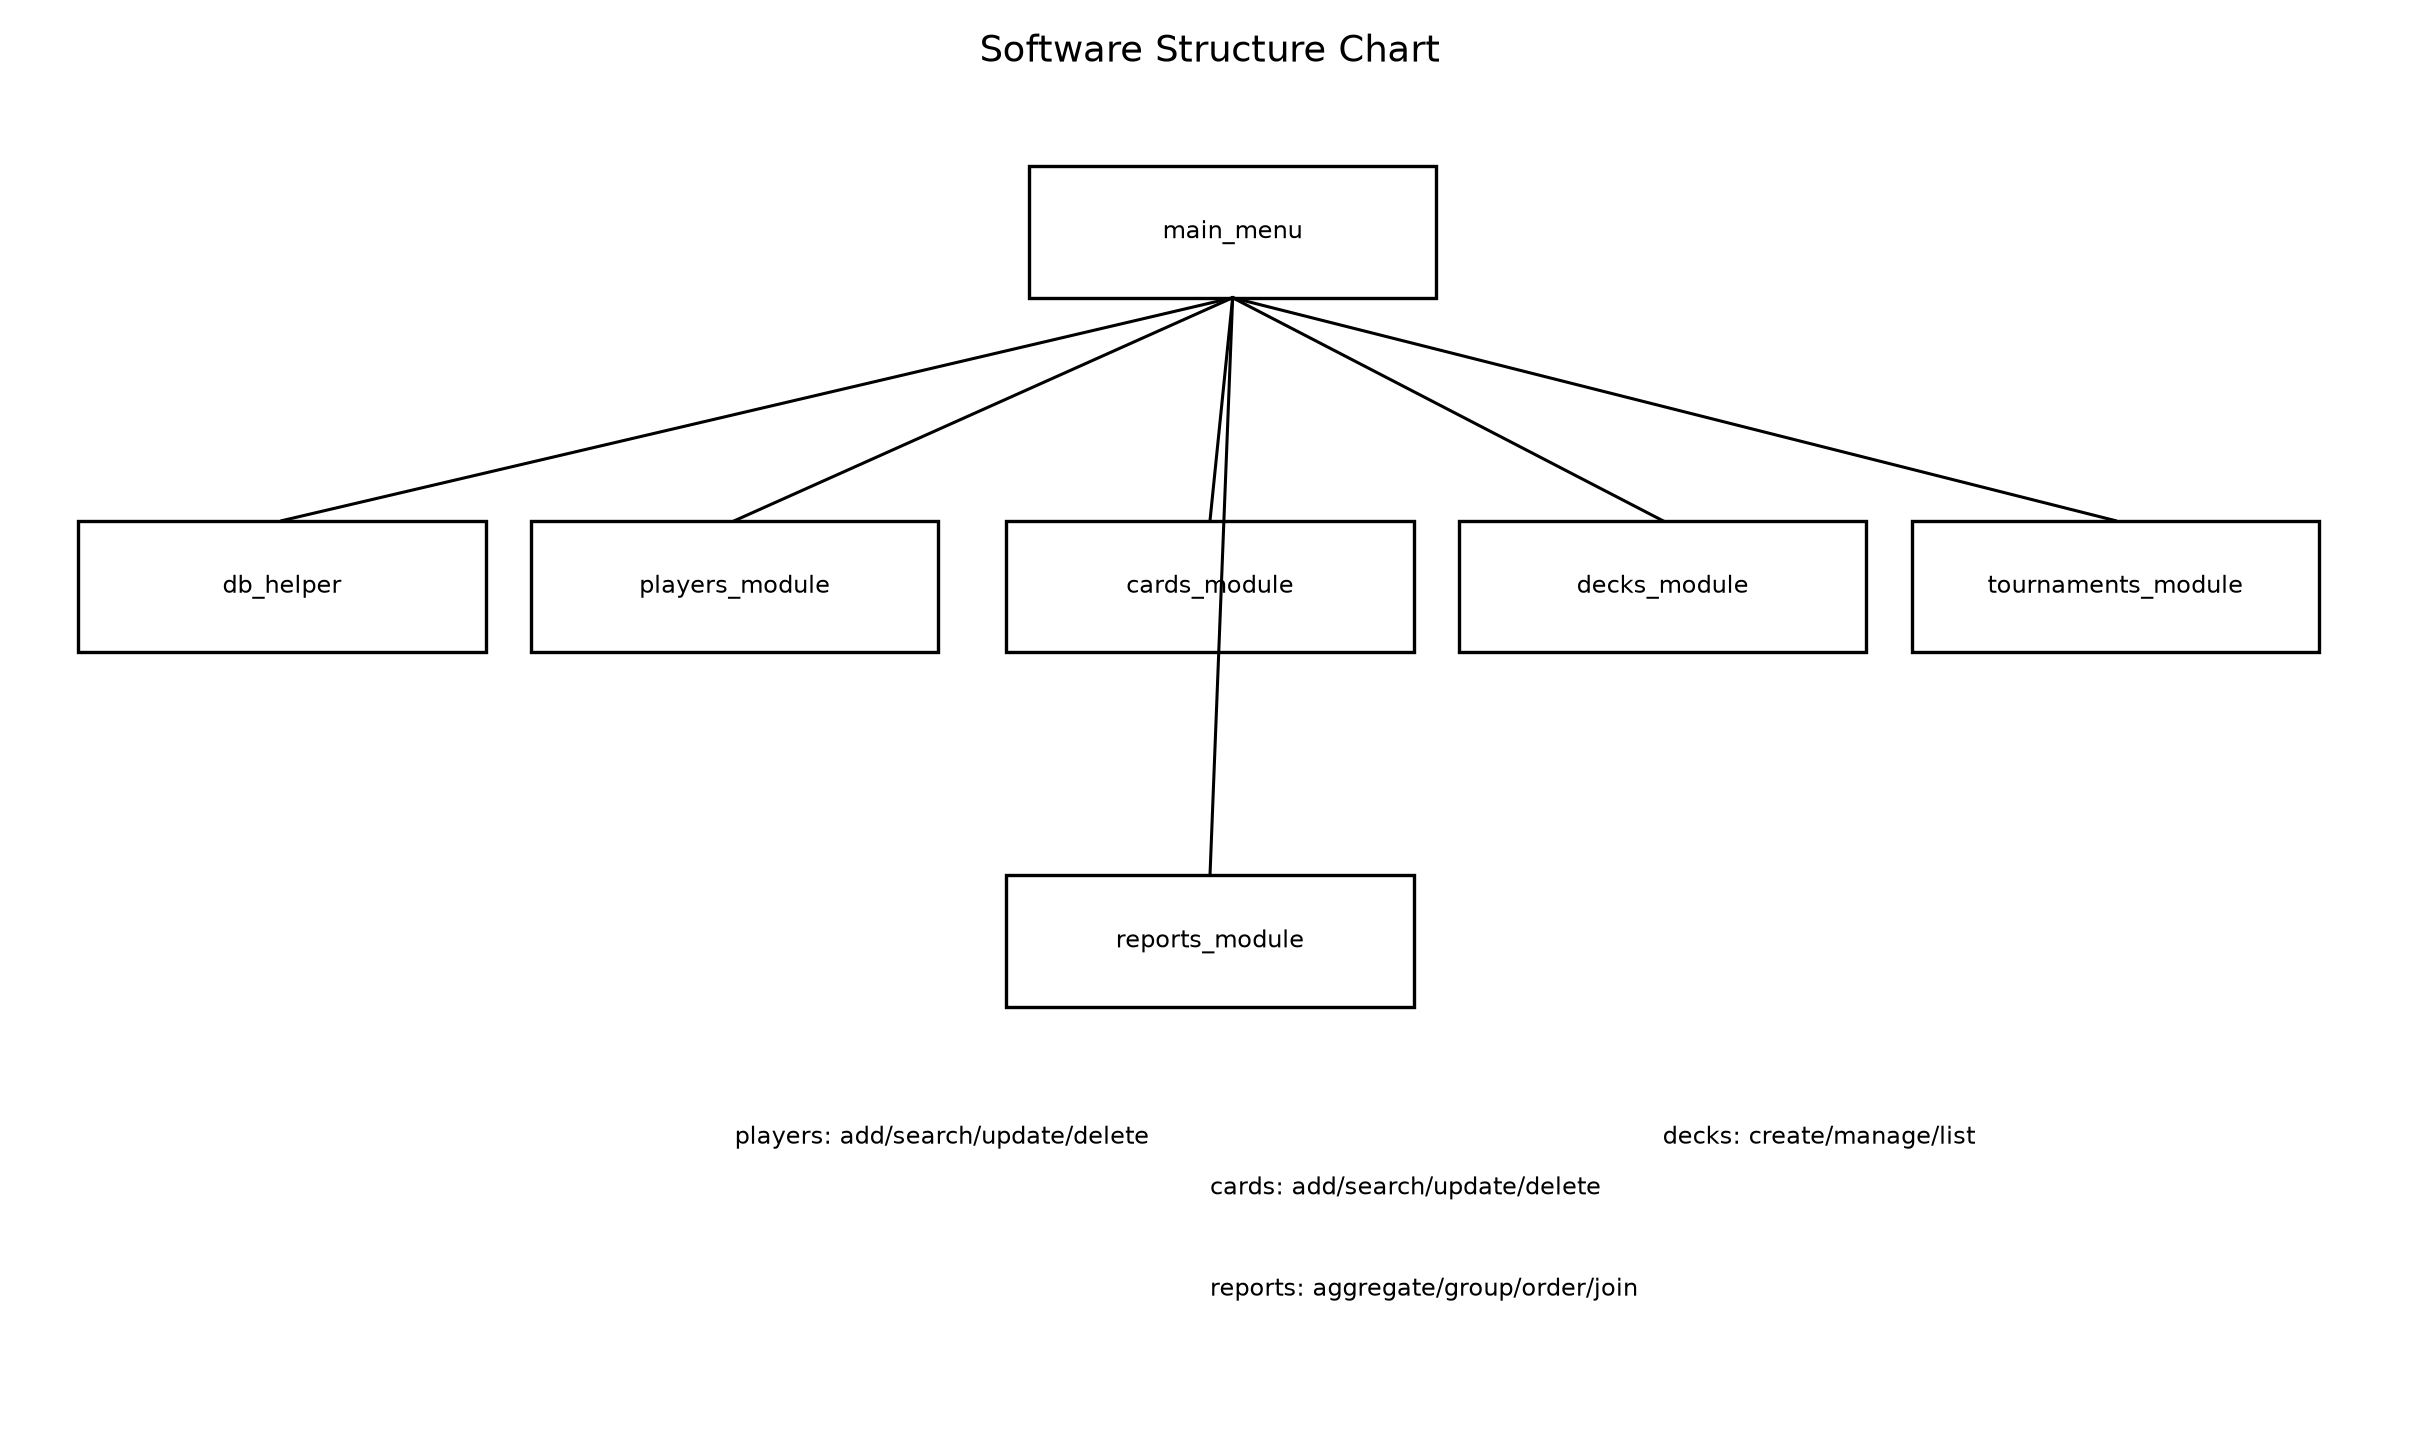 Software Structure Chart
main_menu
db_helper
players_module
cards_module
decks_module
tournaments_module
reports_module
players: add/search/update/delete
decks: create/manage/list
cards: add/search/update/delete
reports: aggregate/group/order/join